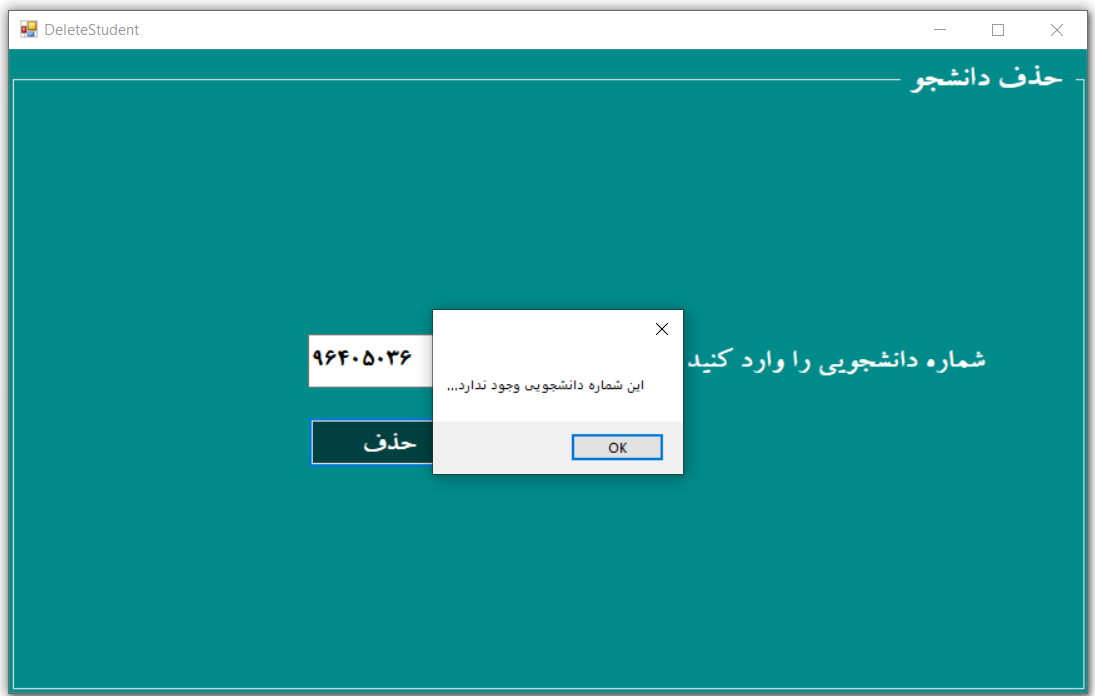 DeleteStudent
حذف دانشجو
شماره دانشجویی را وارد کنید
۹۶۴۰۵۰۳۶
این شماره دانشجویی وجود ندارد,,,
حذف
OK